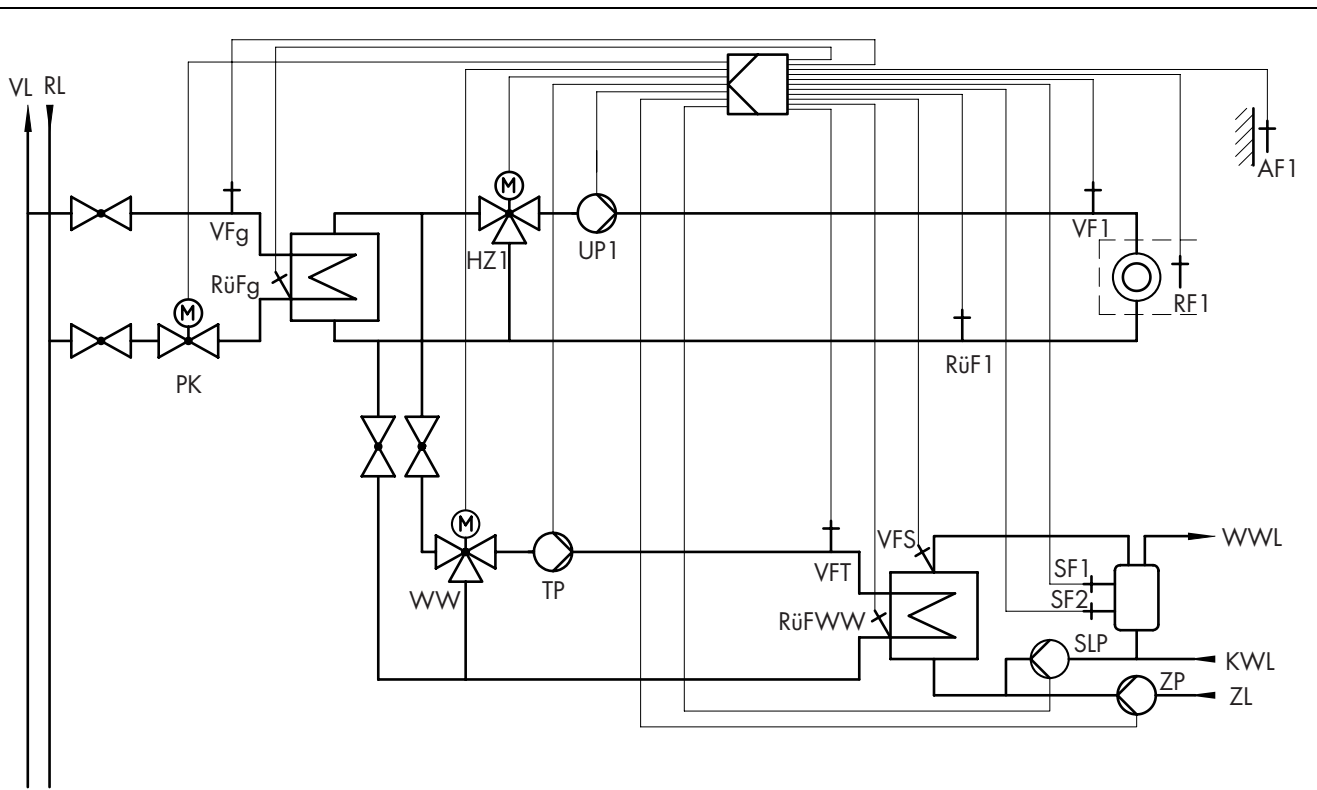 VL
RL
AF1
VFg
M
HZ1
UP1
VF1
RüFg
RF1
M
RüF1
PK
M
WW
TP
VFT
VFS
WWL
SF1
SF2
RüFWW
SLP
KWL
ZP
ZL